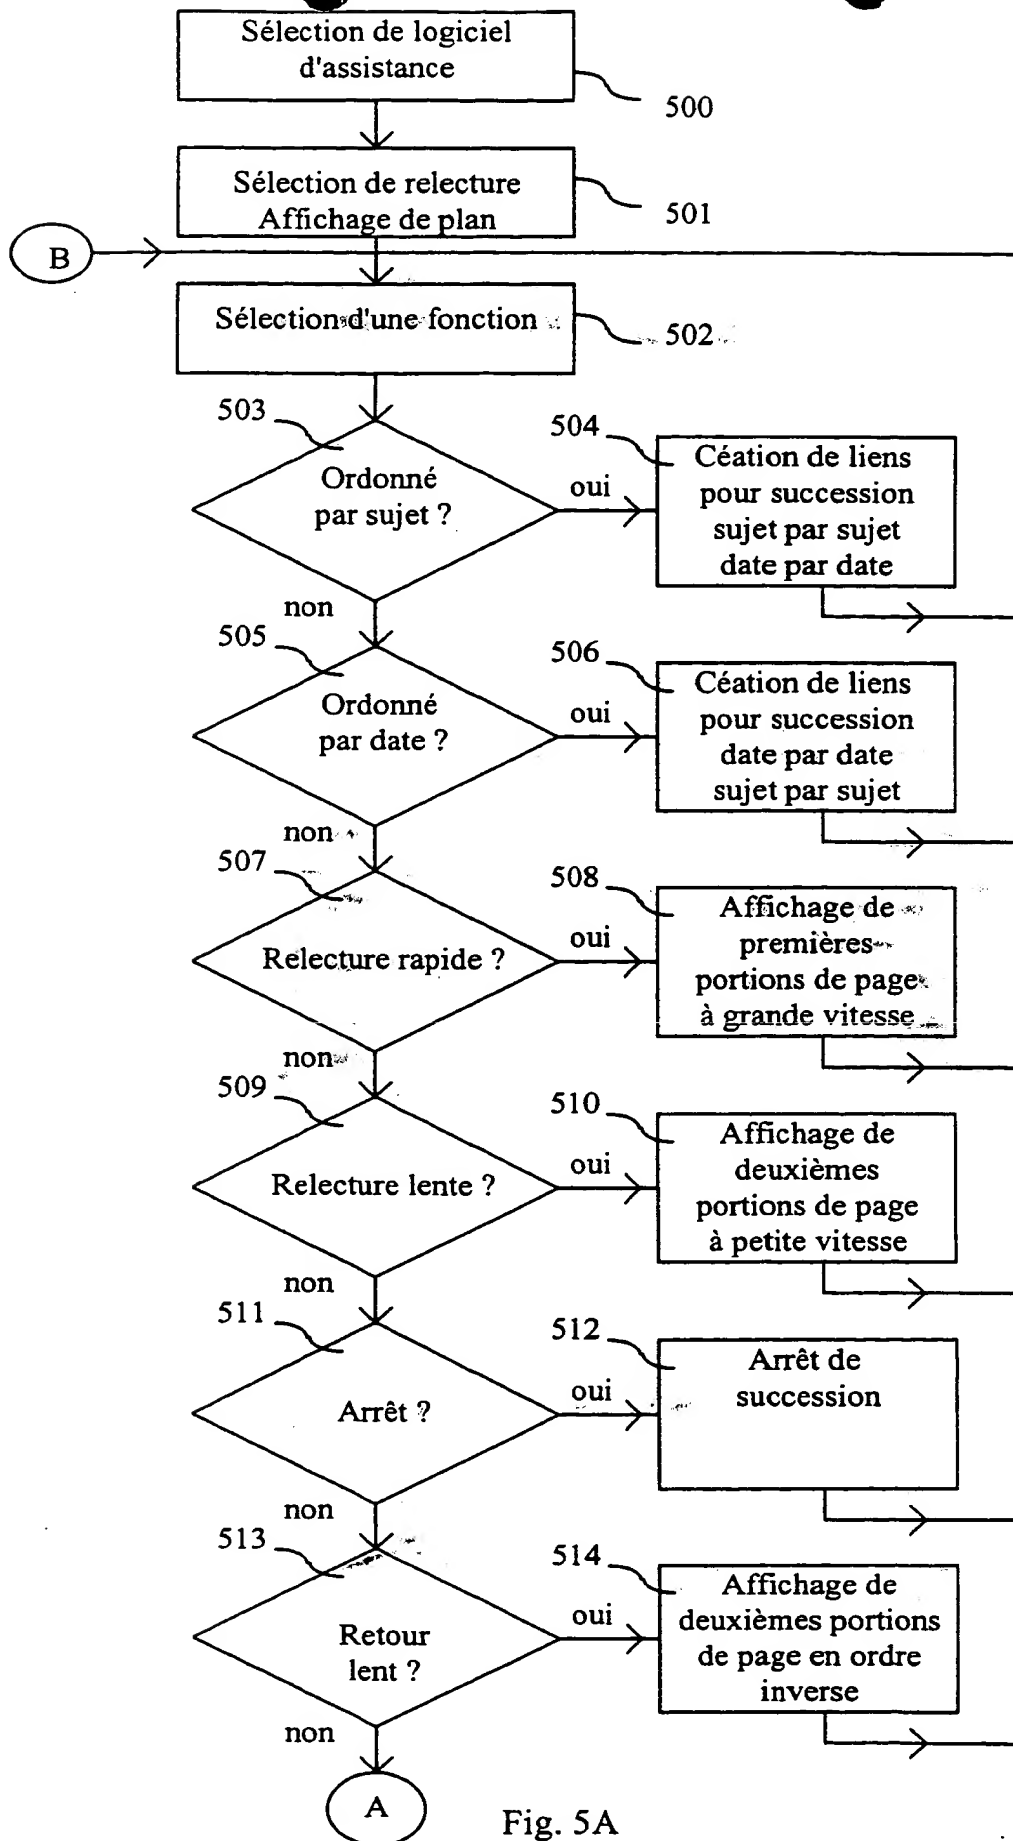 Sélection de logiciel
d'assistance
500
Sélection de relecture
Affichage de plan
501
B
Sélection d'une fonction
502
503
Ordonné
par sujet ?
oui
non
504
Céation de liens
pour succession
sujet par sujet
date par date
505
Ordonné
par date ?
oui
non
506
Céation de liens
pour succession
date par date
sujet par sujet
507
Relecture rapide ?
oui
non
508
Affichage de
premières
portions de page
à grande vitesse
509
Relecture lente ?
oui
non
510
Affichage de
deuxièmes
portions de page
à petite vitesse
511
Arrêt ?
oui
non
512
Arrêt de
succession
513
Retour
lent ?
oui
non
514
Affichage de
deuxièmes portions
de page en ordre
inverse
A
Fig. 5A